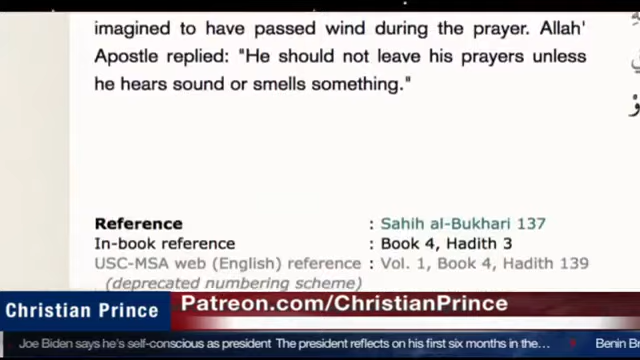 imagined to have passed wind during the prayer. Allah'
Apostle replied: "He should not leave his prayers unless
he hears sound or smells something."
Reference : Sahih al-Bukhari 137
In-book reference : Book 4, Hadith 3
USC-MSA web (English) reference : Vol. 1, Book 4, Hadith 139
(deprecated numbering scheme)
Christian Prince Patreon.com/ChristianPrince
Joe Biden says he's self-conscious as president The president reflects on his first six months in the... Benin